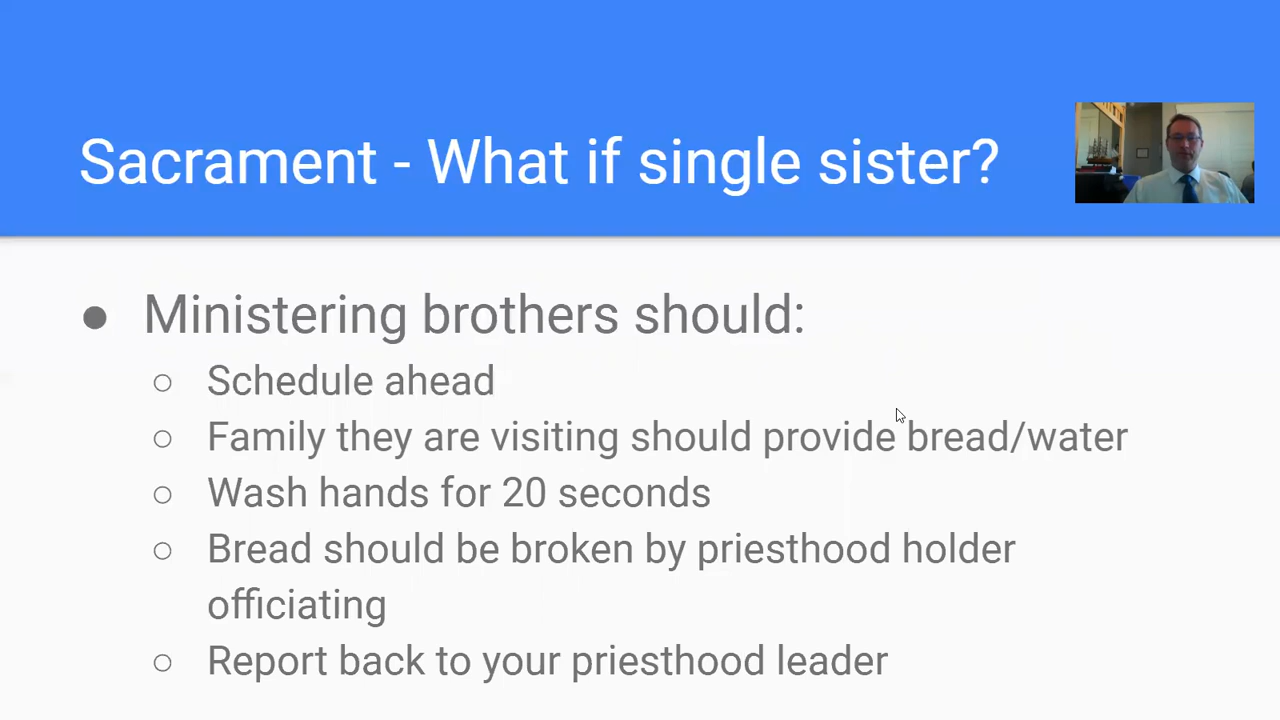 Sacrament - What if single sister?
● Ministering brothers should:
○ Schedule ahead
○ Family they are visiting should provide bread/water
○ Wash hands for 20 seconds
○ Bread should be broken by priesthood holder
officiating
○ Report back to your priesthood leader